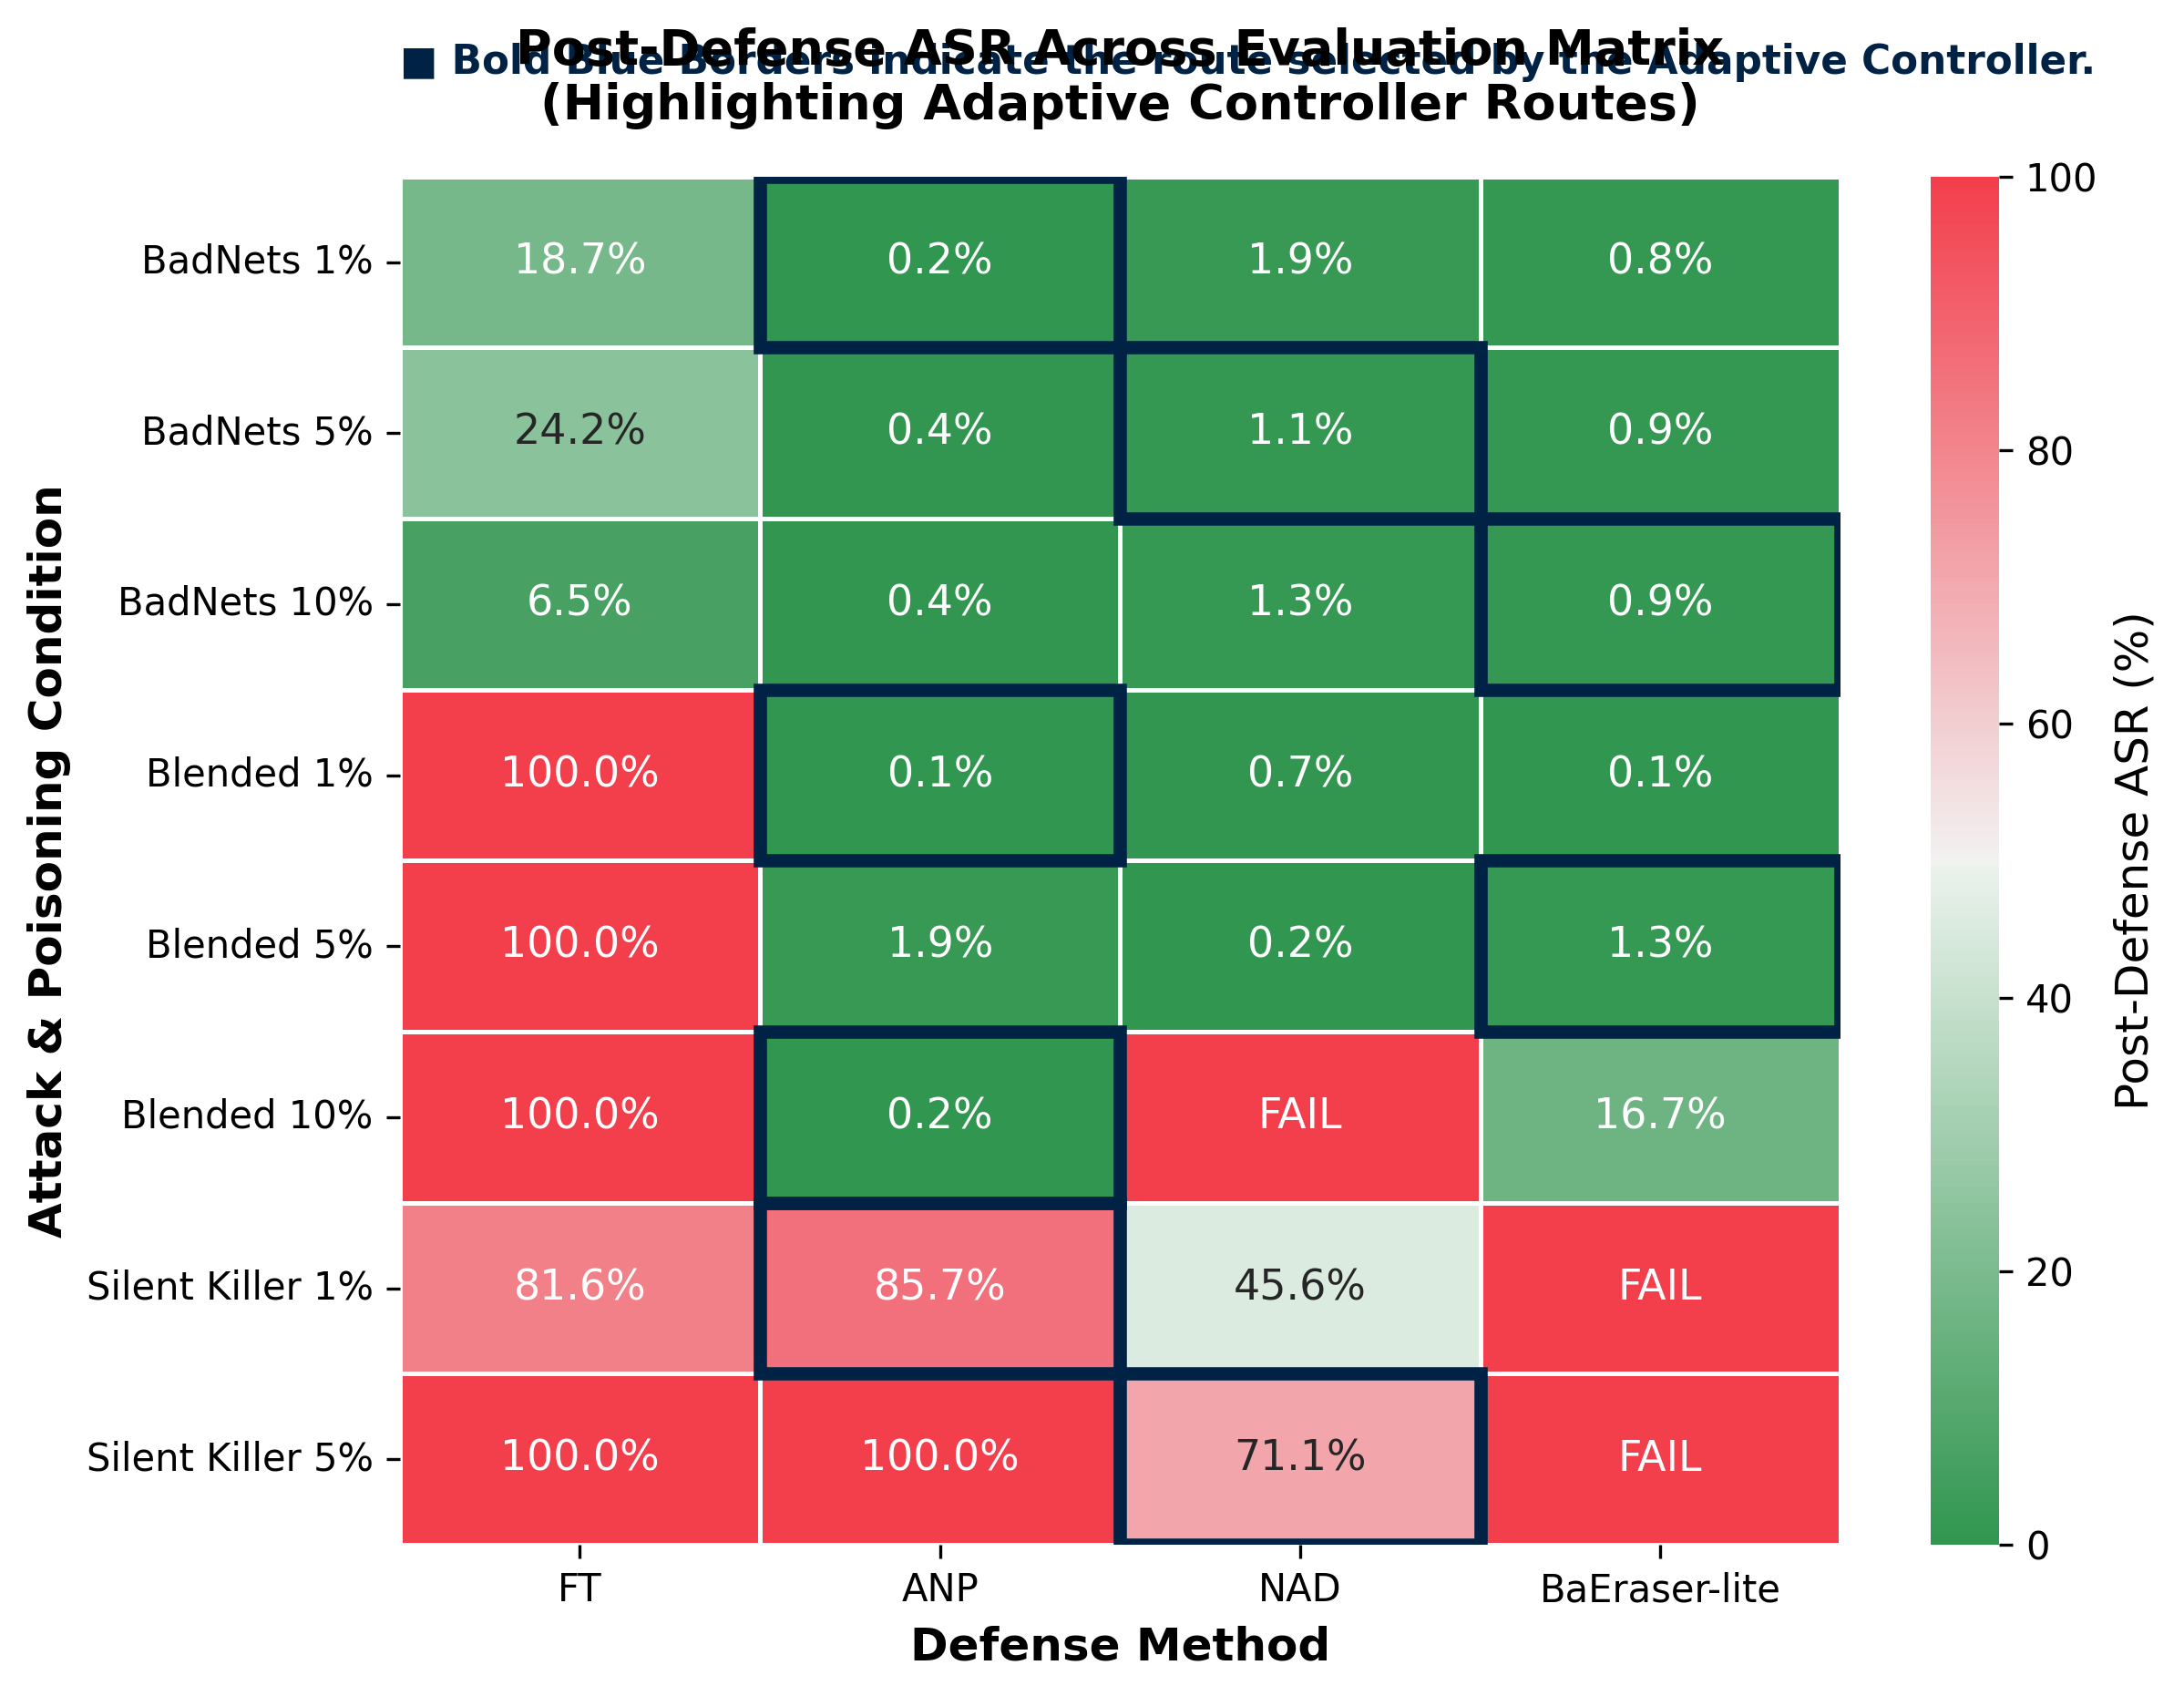 Post-Defense ASR Across Evaluation Matrix
■ Bold Blue Borders indicate the route selected by the Adaptive Controller.
(Highlighting Adaptive Controller Routes)
Attack & Poisoning Condition
BadNets 1% 18.7% 0.2% 1.9% 0.8%
BadNets 5% 24.2% 0.4% 1.1% 0.9%
BadNets 10% 6.5% 0.4% 1.3% 0.9%
Blended 1% 100.0% 0.1% 0.7% 0.1%
Blended 5% 100.0% 1.9% 0.2% 1.3%
Blended 10% 100.0% 0.2% FAIL 16.7%
Silent Killer 1% 81.6% 85.7% 45.6% FAIL
Silent Killer 5% 100.0% 100.0% 71.1% FAIL
FT ANP NAD BaEraser-lite
Defense Method
100
80
60
40
20
0
Post-Defense ASR (%)